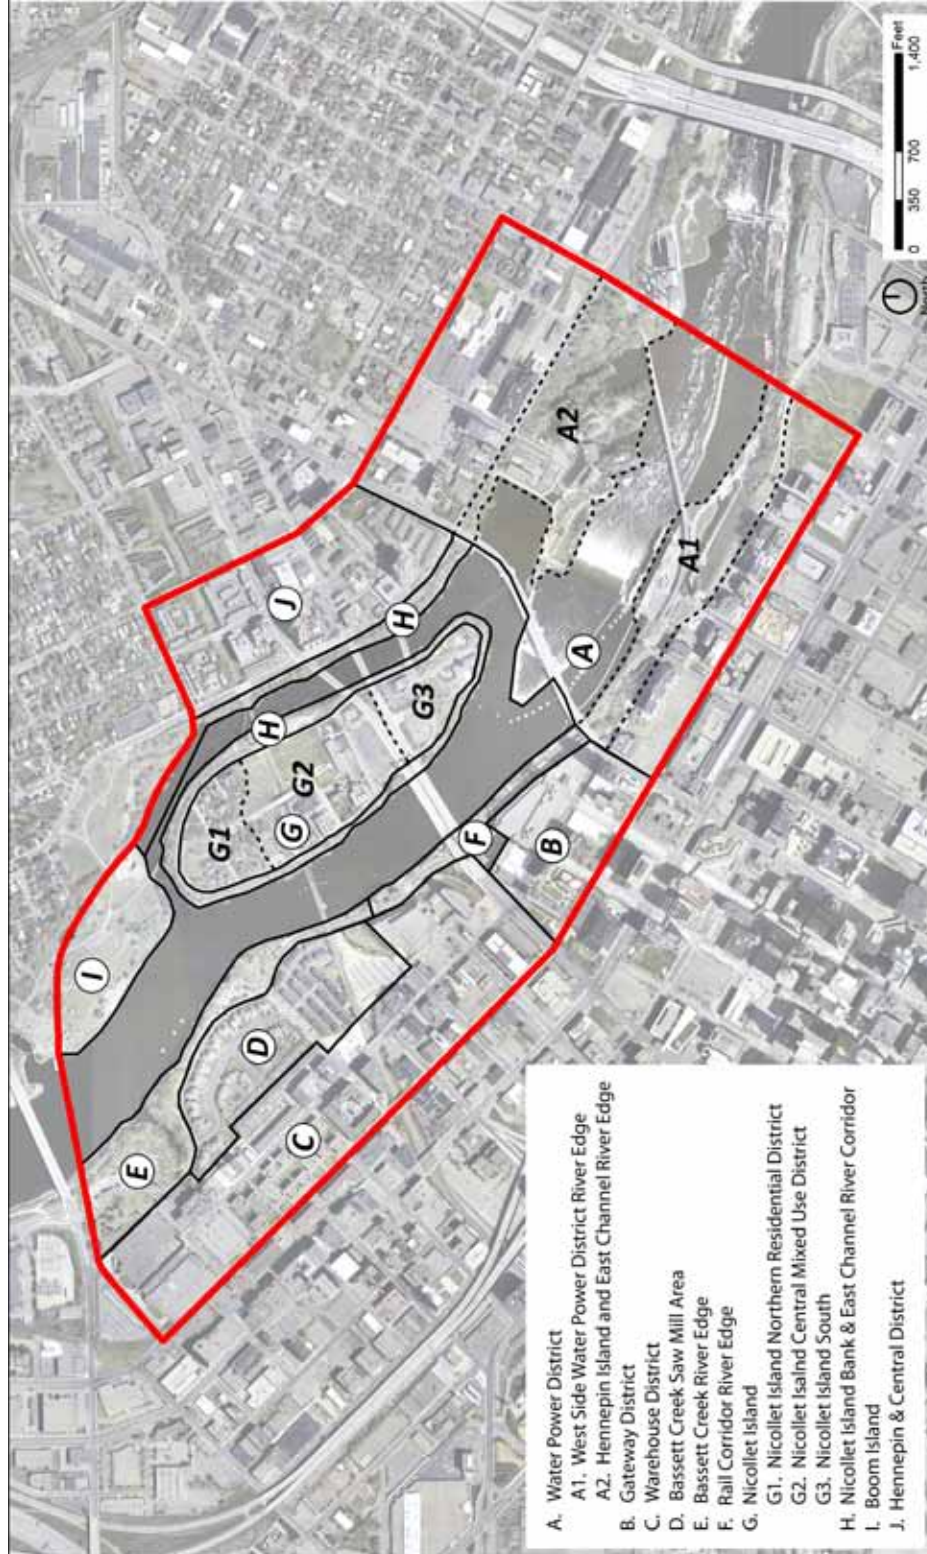 I
J
H
H
G1
G2
G
G3
E
D
C
F
B
A
A1
A2
A. Water Power District
A1. West Side Water Power District River Edge
A2. Hennepin Island and East Channel River Edge
B. Gateway District
C. Warehouse District
D. Bassett Creek Saw Mill Area
E. Bassett Creek River Edge
F. Rail Corridor River Edge
G. Nicollet Island
G1. Nicollet Island Northern Residential District
G2. Nicollet Isalnd Central Mixed Use District
G3. Nicollet Island South
H. Nicollet Island Bank & East Channel River Corridor
I. Boom Island
J. Hennepin & Central District
North
Feet
0 350 700 1,400